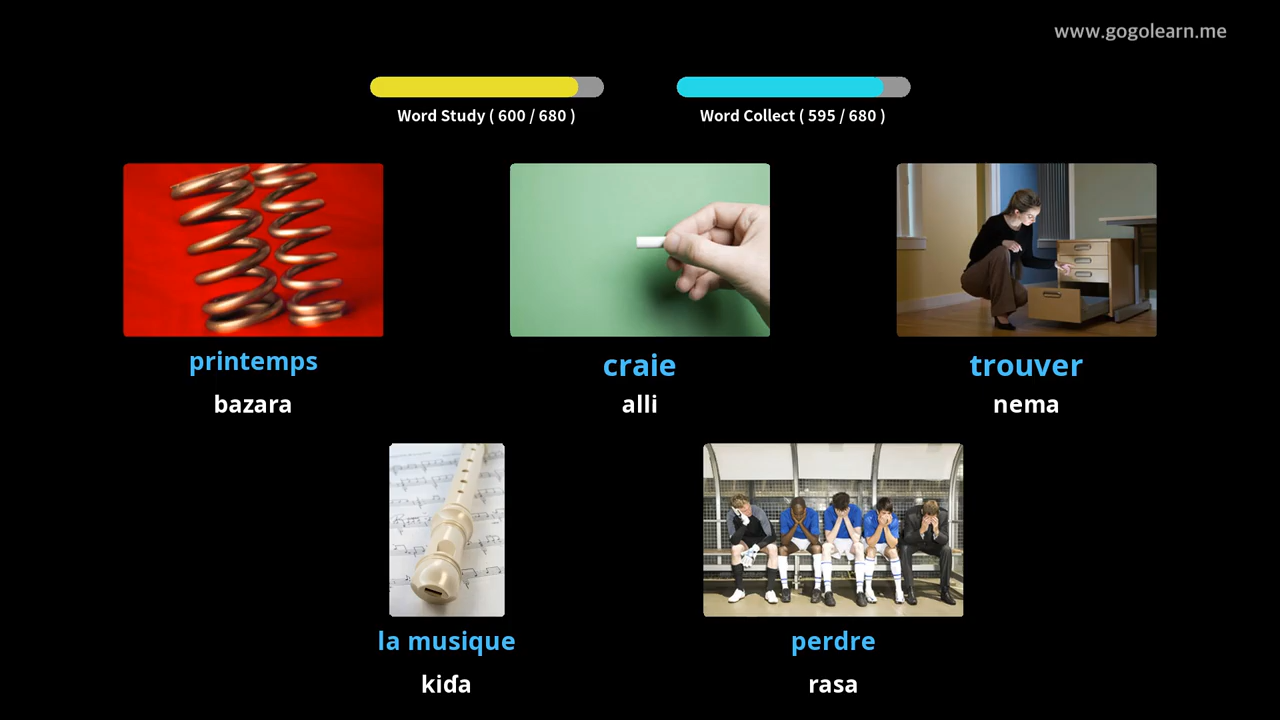 www.gogolearn.me
Word Study ( 600 / 680 )
Word Collect ( 595 / 680 )
printemps
craie
trouver
bazara
alli
nema
la musique
perdre
kiɗa
rasa